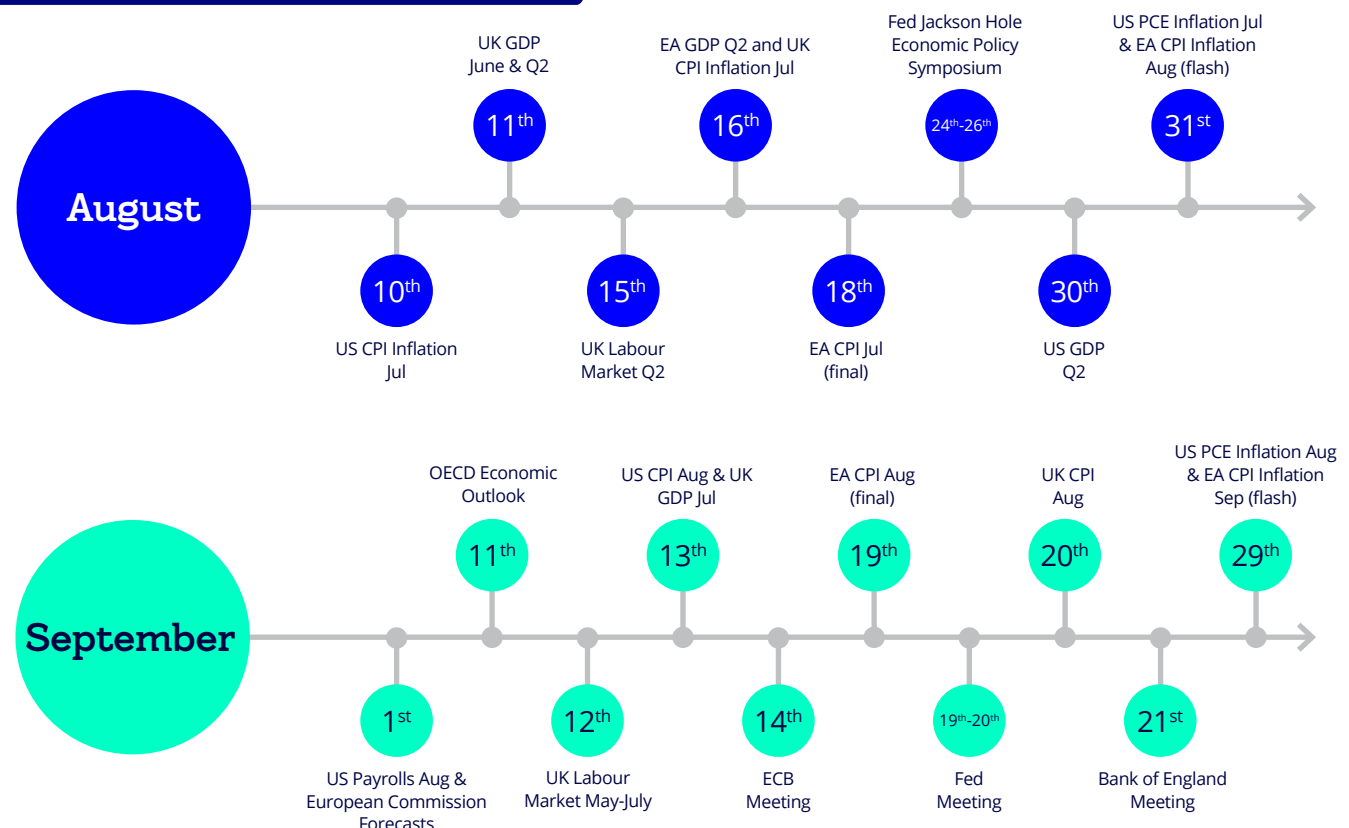 UK GDP
June & Q2
EA GDP Q2 and UK
CPI Inflation Jul
Fed Jackson Hole
Economic Policy
Symposium
US PCE Inflation Jul
& EA CPI Inflation
Aug (flash)
11th
16th
24th-26th
31st
August
10th
15th
18th
30th
US CPI Inflation
Jul
UK Labour
Market Q2
EA CPI Jul
(final)
US GDP
Q2
OECD Economic
Outlook
US CPI Aug & UK
GDP Jul
EA CPI Aug
(final)
UK CPI
Aug
US PCE Inflation Aug
& EA CPI Inflation
Sep (flash)
11th
13th
19th
20th
29th
September
1st
12th
14th
19th-20th
21st
US Payrolls Aug &
European Commission
Forecasts
UK Labour
Market May-July
ECB
Meeting
Fed
Meeting
Bank of England
Meeting